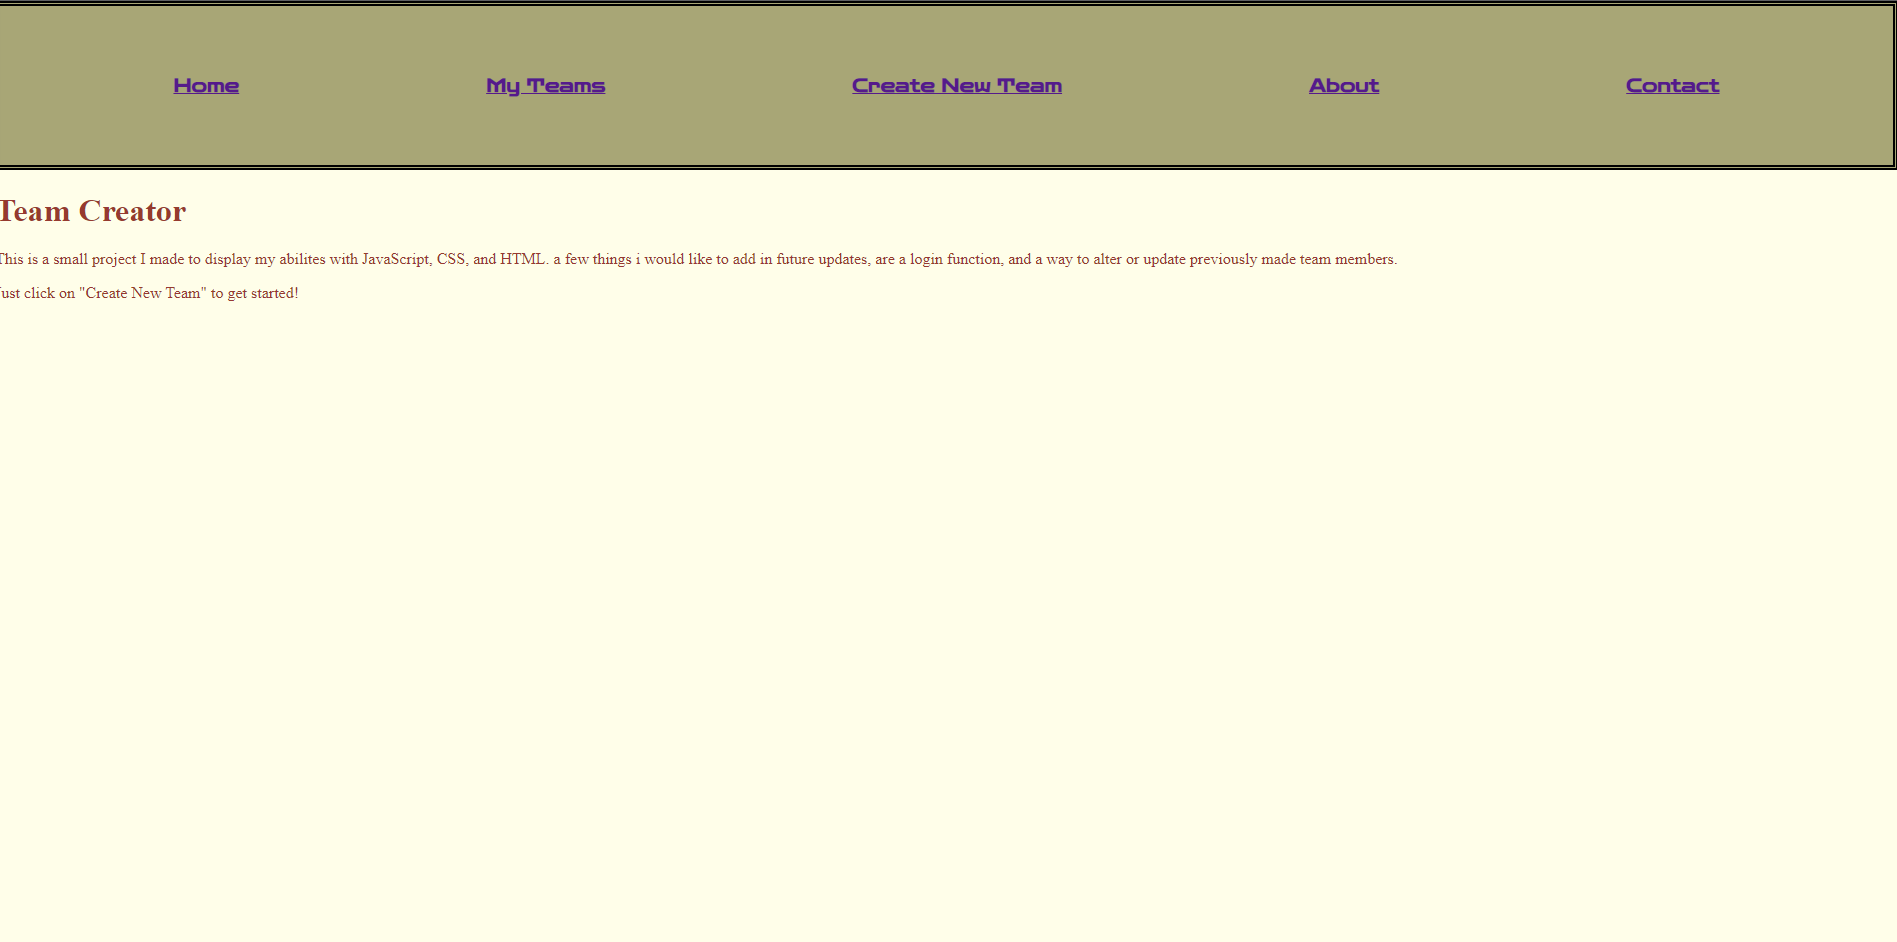 Home My Teams Create New Team About Contact
Team Creator
This is a small project I made to display my abilites with JavaScript, CSS, and HTML. a few things i would like to add in future updates, are a login function, and a way to alter or update previously made team members.
Just click on "Create New Team" to get started!